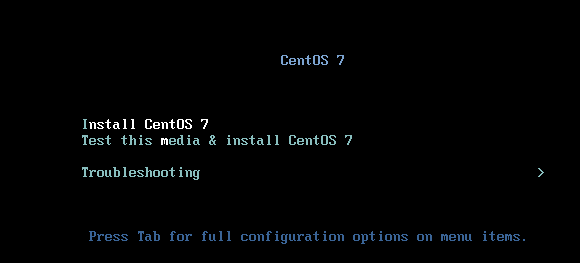 CentOS 7
Install CentOS 7
Test this media & install CentOS 7
Troubleshooting >
Press Tab for full configuration options on menu items.